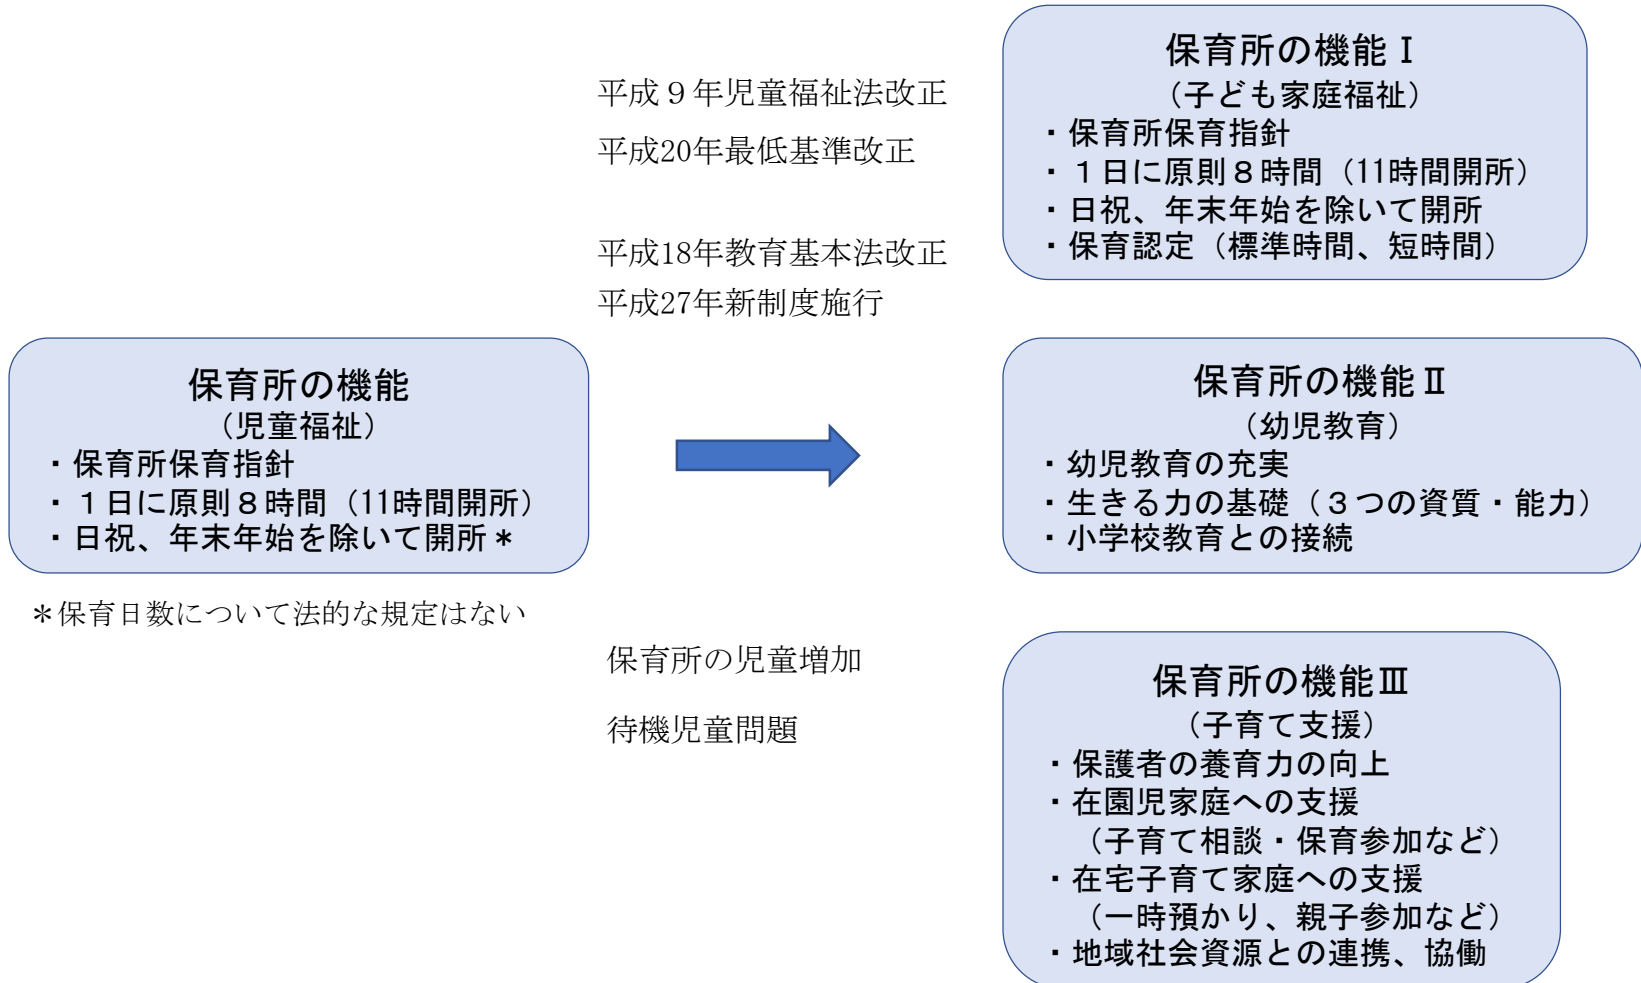 保育所の機能
（児童福祉）
・保育所保育指針
・１日に原則８時間（11時間開所）
・日祝、年末年始を除いて開所＊
＊保育日数について法的な規定はない
平成９年児童福祉法改正
平成20年最低基準改正
平成18年教育基本法改正
平成27年新制度施行
保育所の児童増加
待機児童問題
保育所の機能Ⅰ
（子ども家庭福祉）
・保育所保育指針
・１日に原則８時間（11時間開所）
・日祝、年末年始を除いて開所
・保育認定（標準時間、短時間）
保育所の機能Ⅱ
（幼児教育）
・幼児教育の充実
・生きる力の基礎（３つの資質・能力）
・小学校教育との接続
保育所の機能Ⅲ
（子育て支援）
・保護者の養育力の向上
・在園児家庭への支援
（子育て相談・保育参加など）
・在宅子育て家庭への支援
（一時預かり、親子参加など）
・地域社会資源との連携、協働